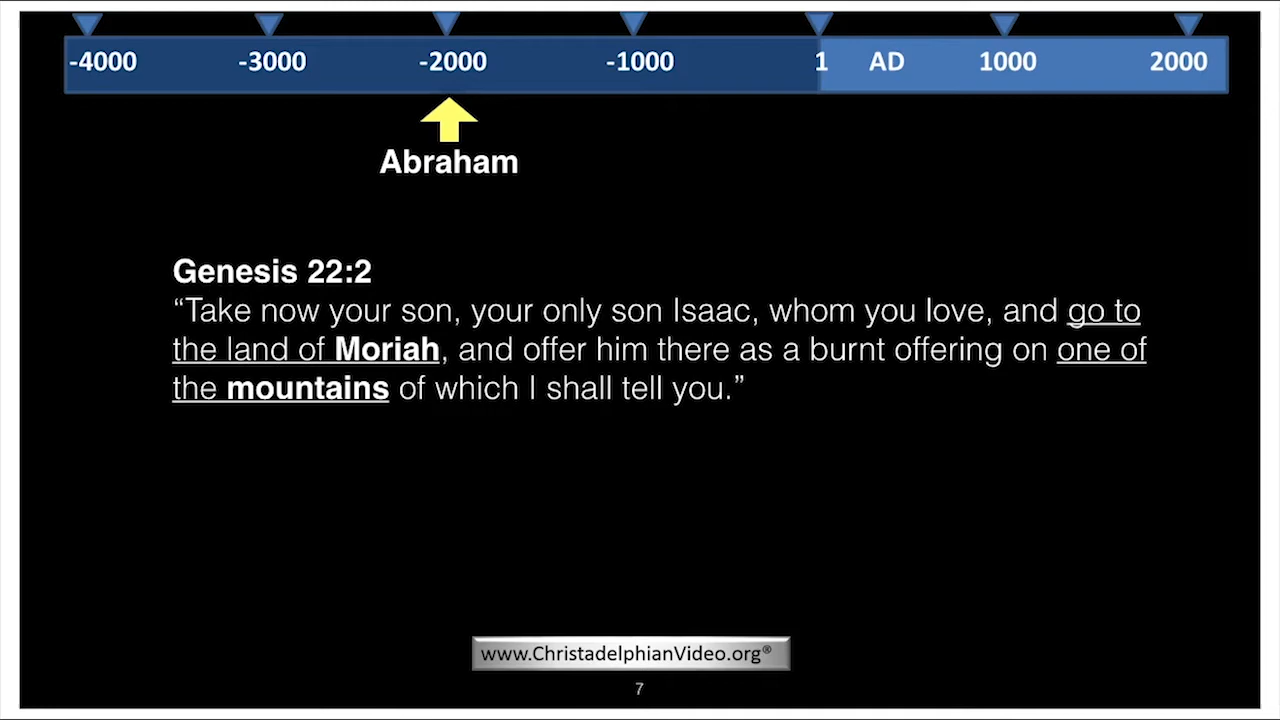 -4000 -3000 -2000 -1000 1 AD 1000 2000
Abraham
Genesis 22:2
“Take now your son, your only son Isaac, whom you love, and go to
the land of Moriah, and offer him there as a burnt offering on one of
the mountains of which I shall tell you.”
www.ChristadelphianVideo.org®
7